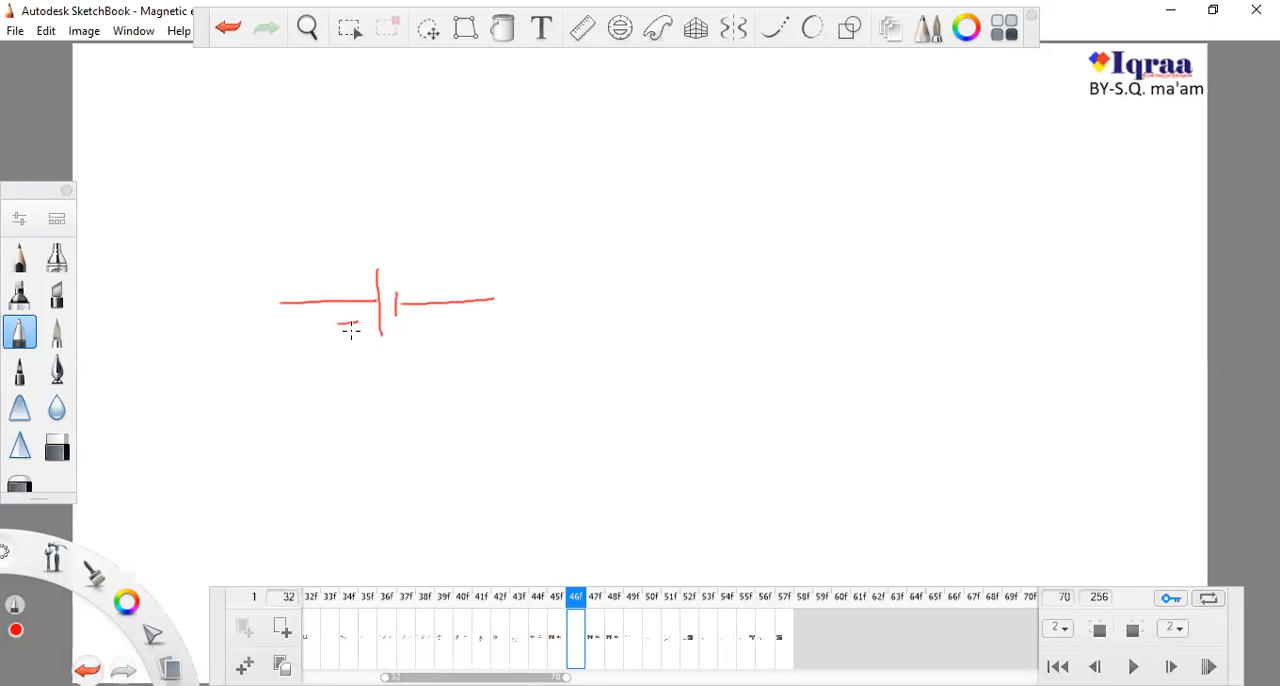 Autodesk SketchBook - Magnetic e
File Edit Image Window Help
T
Iqraa
BY-S.Q. ma'am
1 32 32f 33f 34f 35f 36f 37f 38f 39f 40f 41f 42f 43f 44f 45f 46f 47f 48f 49f 50f 51f 52f 53f 54f 55f 56f 57f 58f 59f 60f 61f 62f 63f 64f 65f 66f 67f 68f 69f 70f 70 256
2 2
32 70